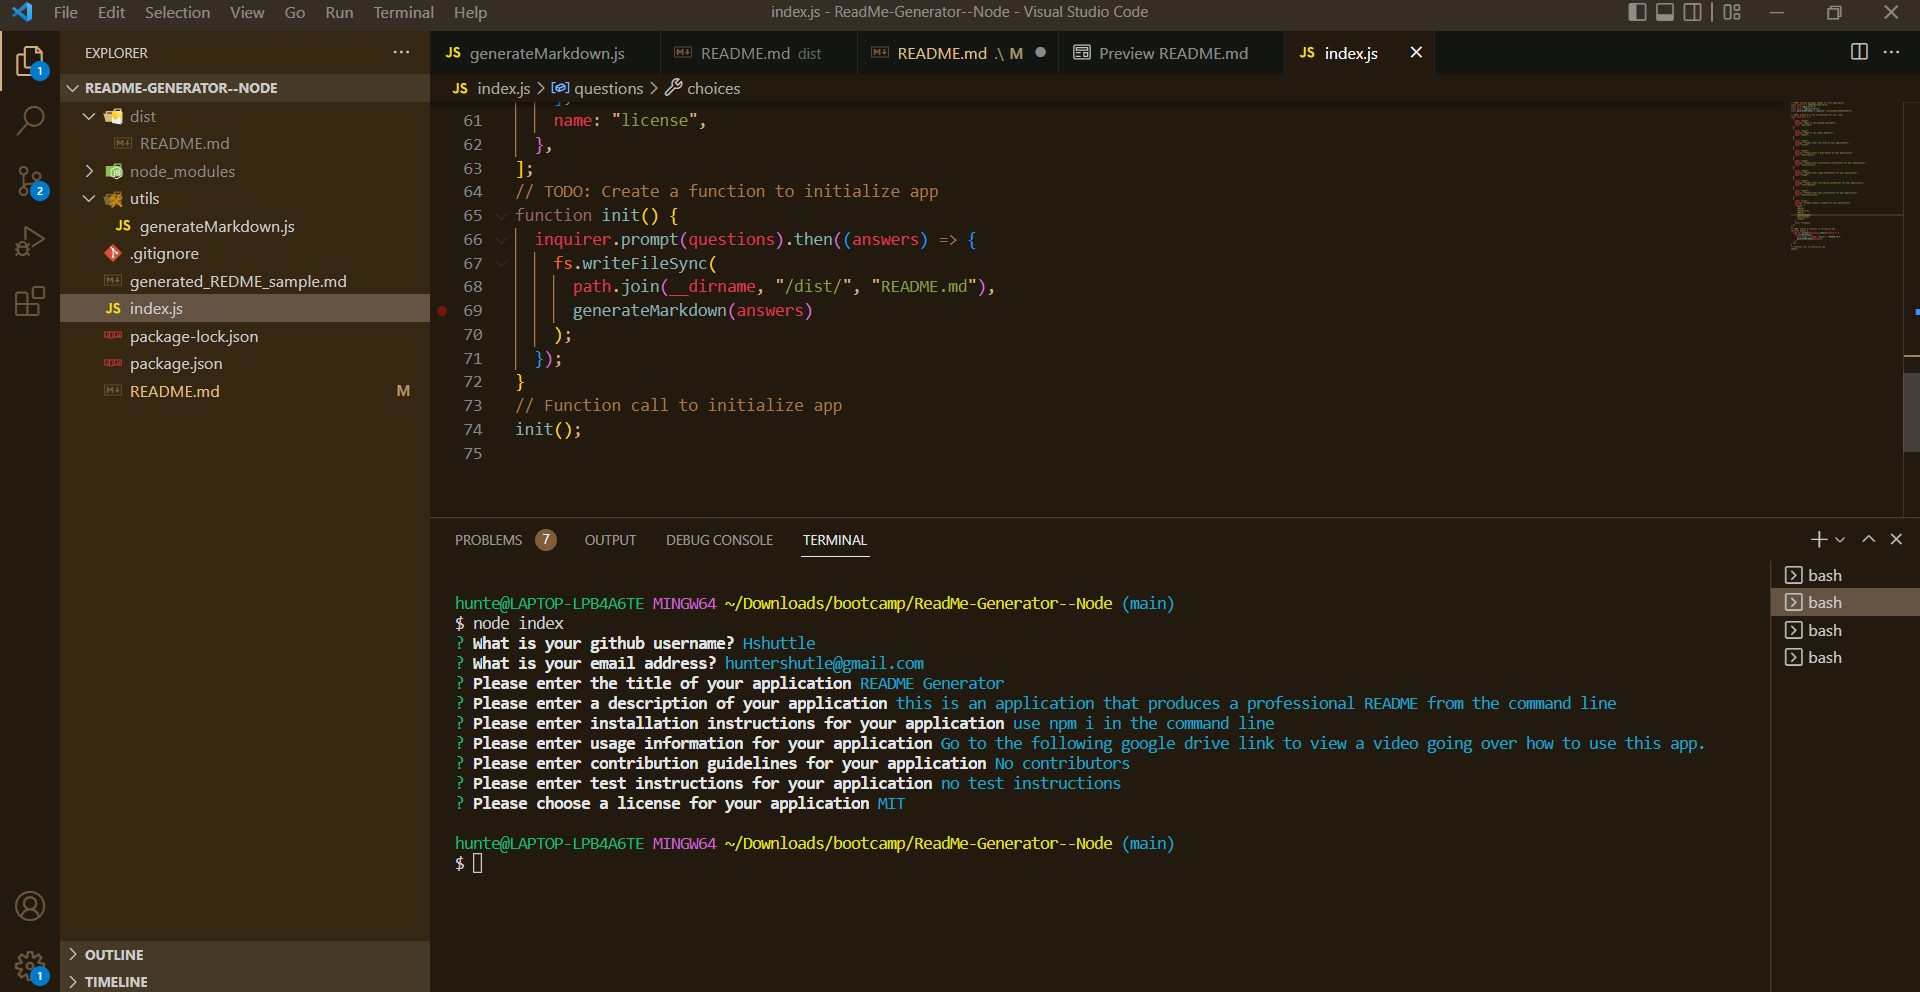 File Edit Selection View Go Run Terminal Help
index.js - ReadMe-Generator--Node - Visual Studio Code
EXPLORER
README-GENERATOR--NODE
dist
README.md
node_modules
utils
generateMarkdown.js
.gitignore
generated_REDME_sample.md
index.js
package-lock.json
package.json
README.md M
OUTLINE
TIMELINE
1
2
1
JS generateMarkdown.js
README.md dist
README.md .\ M
Preview README.md
JS index.js
JS index.js > questions > choices
61 name: "license",
62 },
63 ];
64 // TODO: Create a function to initialize app
65 function init() {
66 inquirer.prompt(questions).then((answers) => {
67 fs.writeFileSync(
68 path.join(__dirname, "/dist/", "README.md"),
69 generateMarkdown(answers)
70 );
71 });
72 }
73 // Function call to initialize app
74 init();
75
PROBLEMS 7 OUTPUT DEBUG CONSOLE TERMINAL
hunte@LAPTOP-LPB4A6TE MINGW64 ~/Downloads/bootcamp/ReadMe-Generator--Node (main)
$ node index
? What is your github username? Hshuttle
? What is your email address? huntershutle@gmail.com
? Please enter the title of your application README Generator
? Please enter a description of your application this is an application that produces a professional README from the command line
? Please enter installation instructions for your application use npm i in the command line
? Please enter usage information for your application Go to the following google drive link to view a video going over how to use this app.
? Please enter contribution guidelines for your application No contributors
? Please enter test instructions for your application no test instructions
? Please choose a license for your application MIT
hunte@LAPTOP-LPB4A6TE MINGW64 ~/Downloads/bootcamp/ReadMe-Generator--Node (main)
$
bash
bash
bash
bash